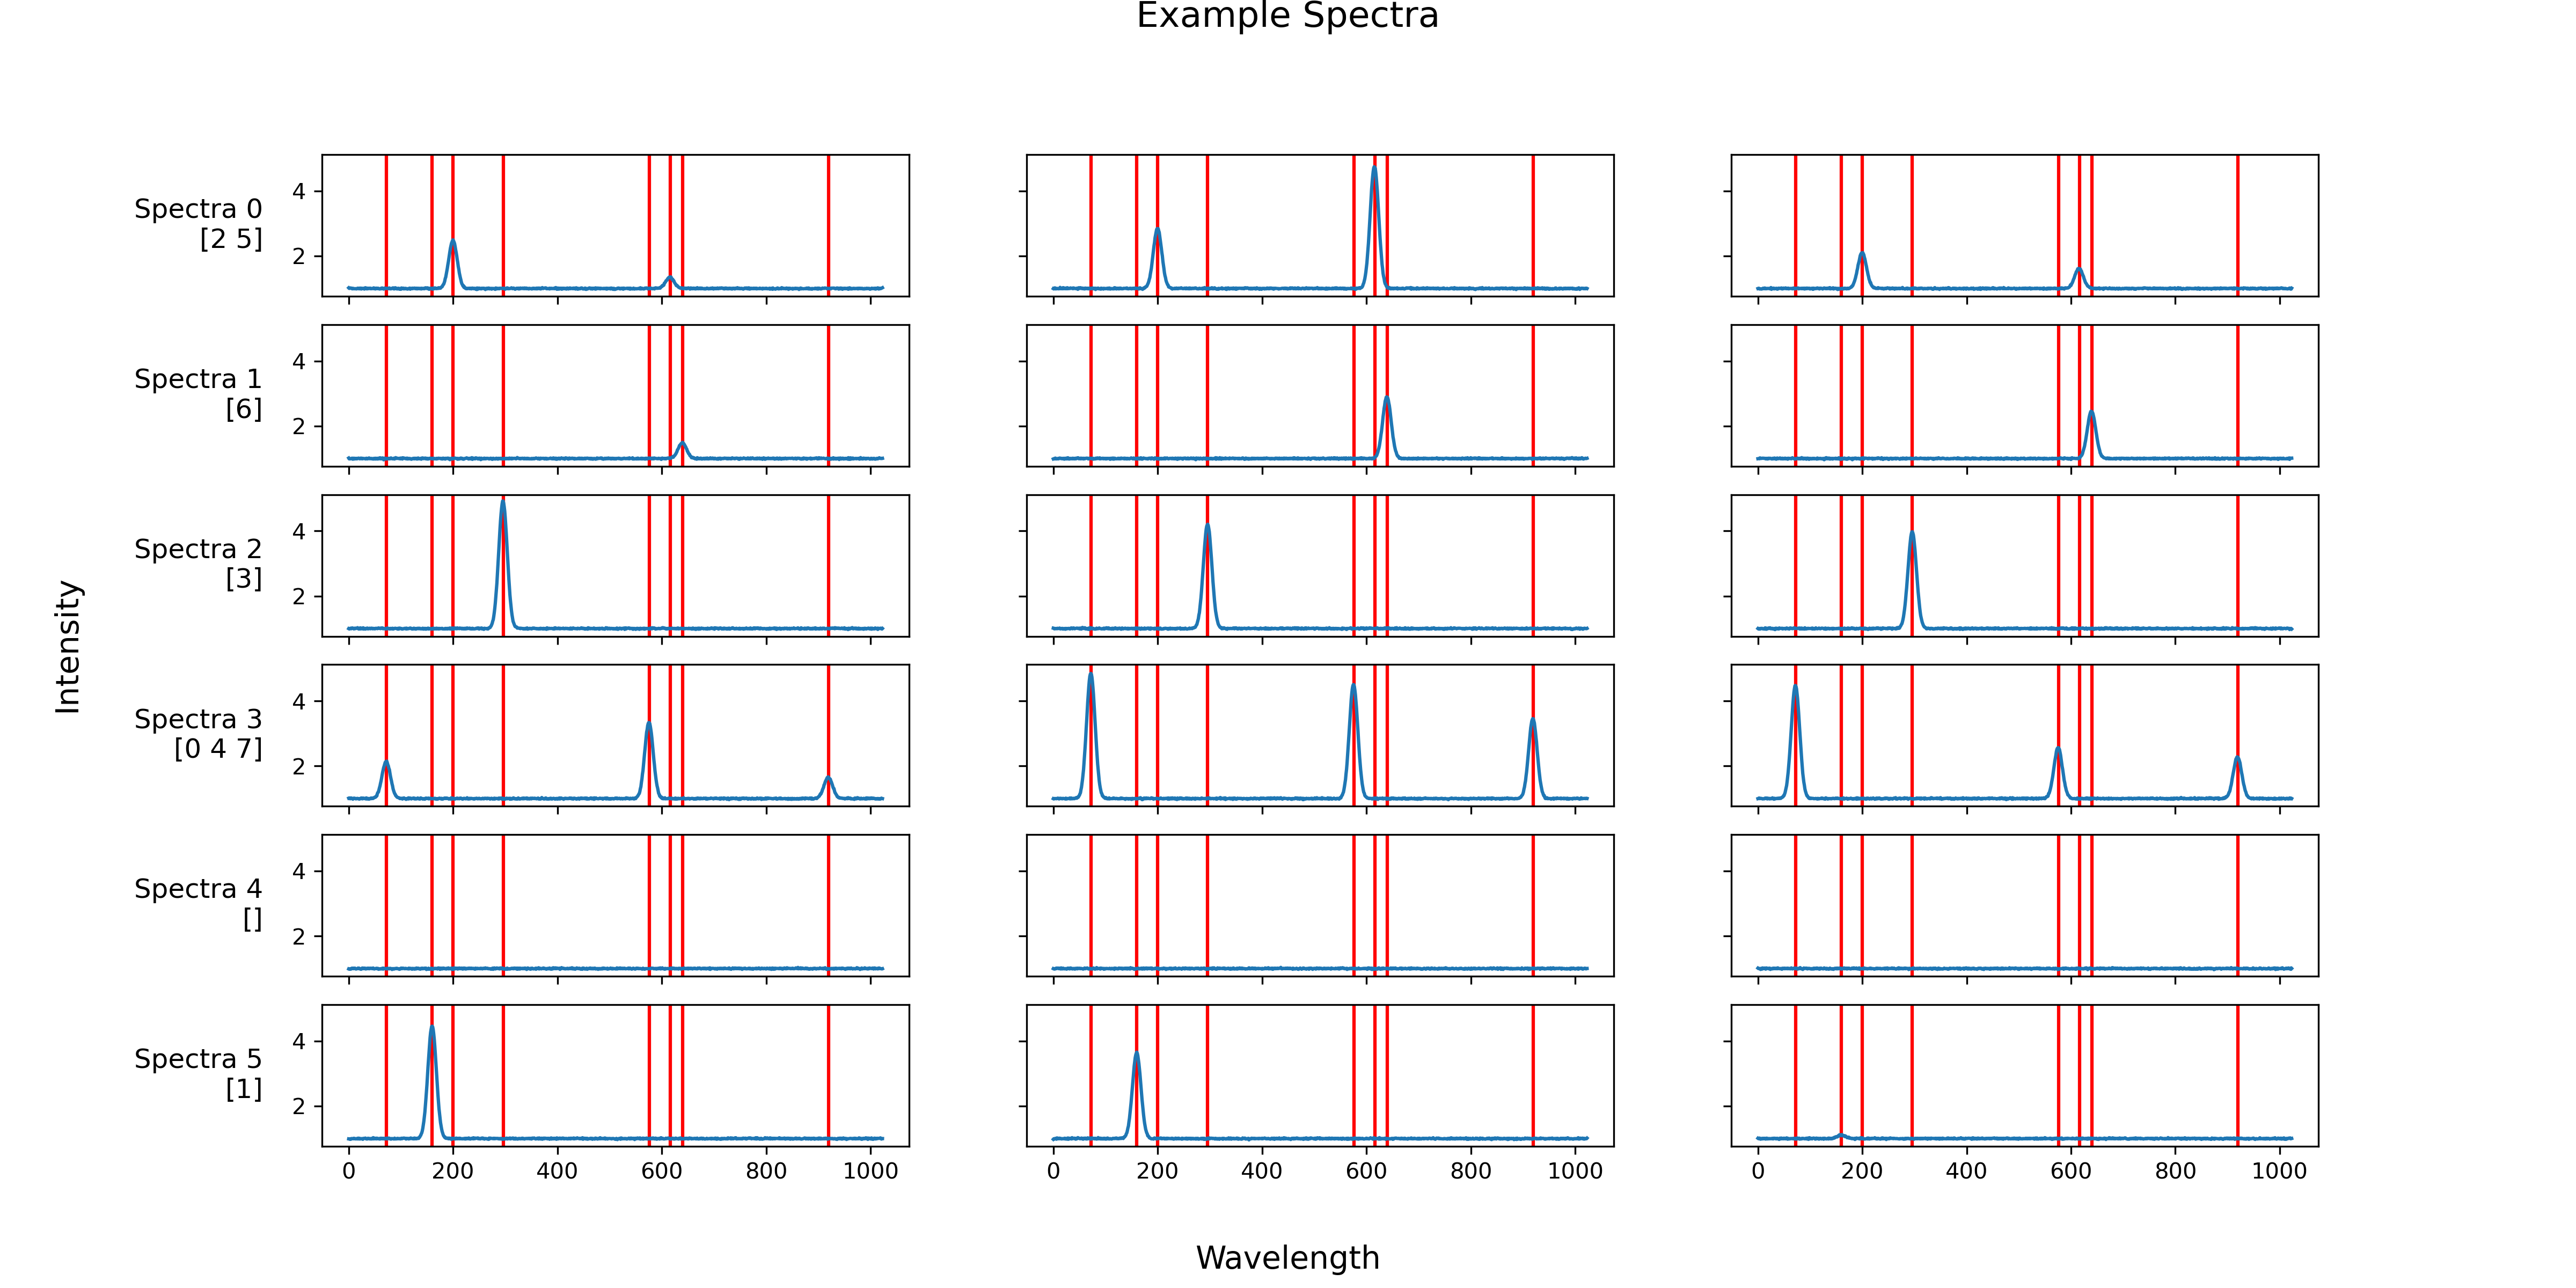 Example Spectra
Spectra 0
[2 5]
4
2
Spectra 1
[6]
4
2
Spectra 2
[3]
4
2
Intensity
Spectra 3
[0 4 7]
4
2
Spectra 4
[]
4
2
Spectra 5
[1]
4
2
0 200 400 600 800 1000
0 200 400 600 800 1000
0 200 400 600 800 1000
Wavelength